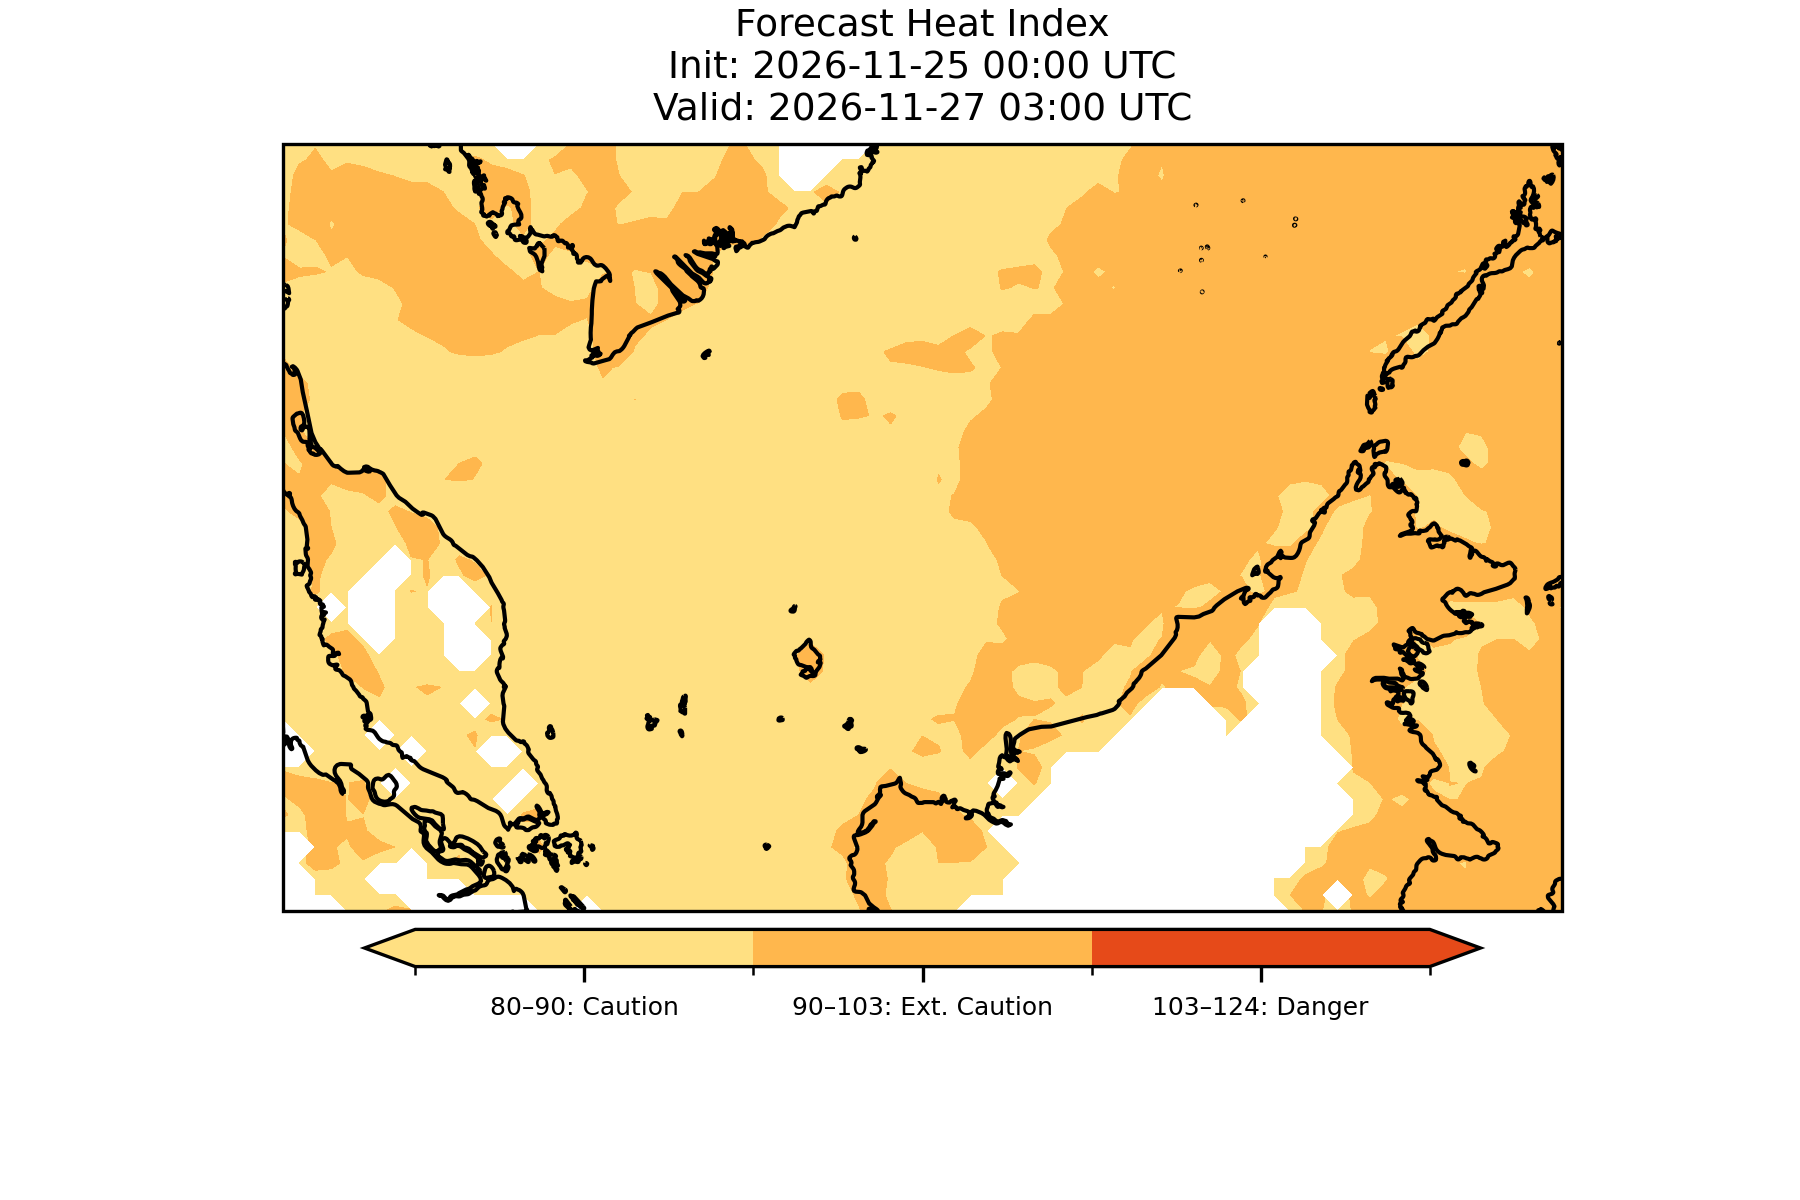 Forecast Heat Index
Init: 2026-11-25 00:00 UTC
Valid: 2026-11-27 03:00 UTC
80–90: Caution
90–103: Ext. Caution
103–124: Danger